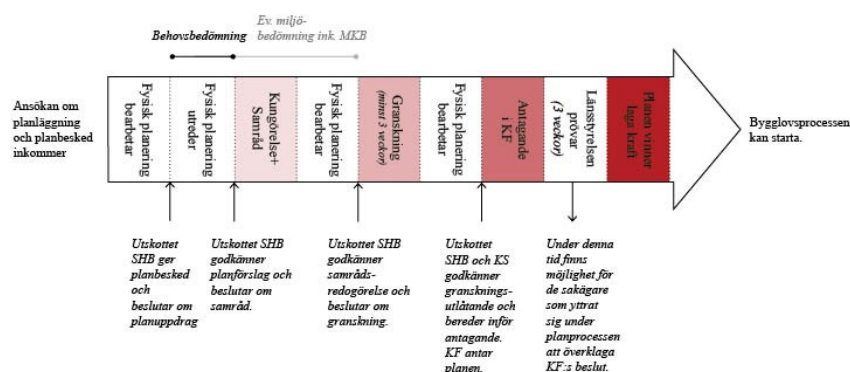 Behovsbedömning
Ev. miljö-
bedömning ink. MKB
Ansökan om
planläggning
och planbesked
inkommer
Fysisk planering
bearbetar
Fysisk planering
utreder
Kungörelse+
Samråd
Fysisk planering
bearbetar
Granskning
(minst 3 veckor)
Fysisk planering
bearbetar
Antagande
i KF
Länsstyrelsen
prövar
(3 veckor)
Planen vinner
laga kraft
Bygglovsprocessen
kan starta.
Utskottet
SHB ger
planbesked
och
beslutar om
planuppdrag
Utskottet SHB
godkänner
planförslag och
beslutar om
samråd.
Utskottet SHB
godkänner
samråds-
redogörelse och
beslutar om
granskning.
Utskottet
SHB och KS
godkänner
gransknings-
utlåtande och
bereder inför
antagande.
KF antar
planen.
Under denna
tid finns
möjlighet för
de sakägare
som yttrat
sig under
planprocessen
att överklaga
KF:s beslut.